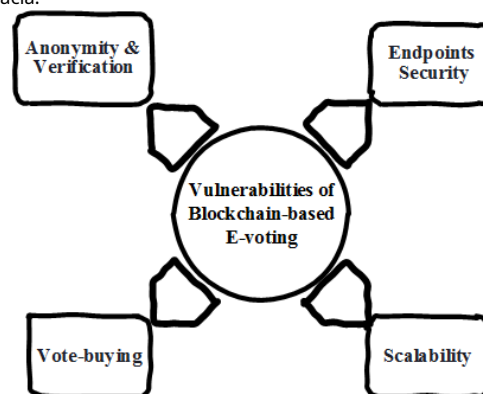 Anonymity &
Verification
Endpoints
Security
Vulnerabilities of
Blockchain-based
E-voting
Vote-buying
Scalability